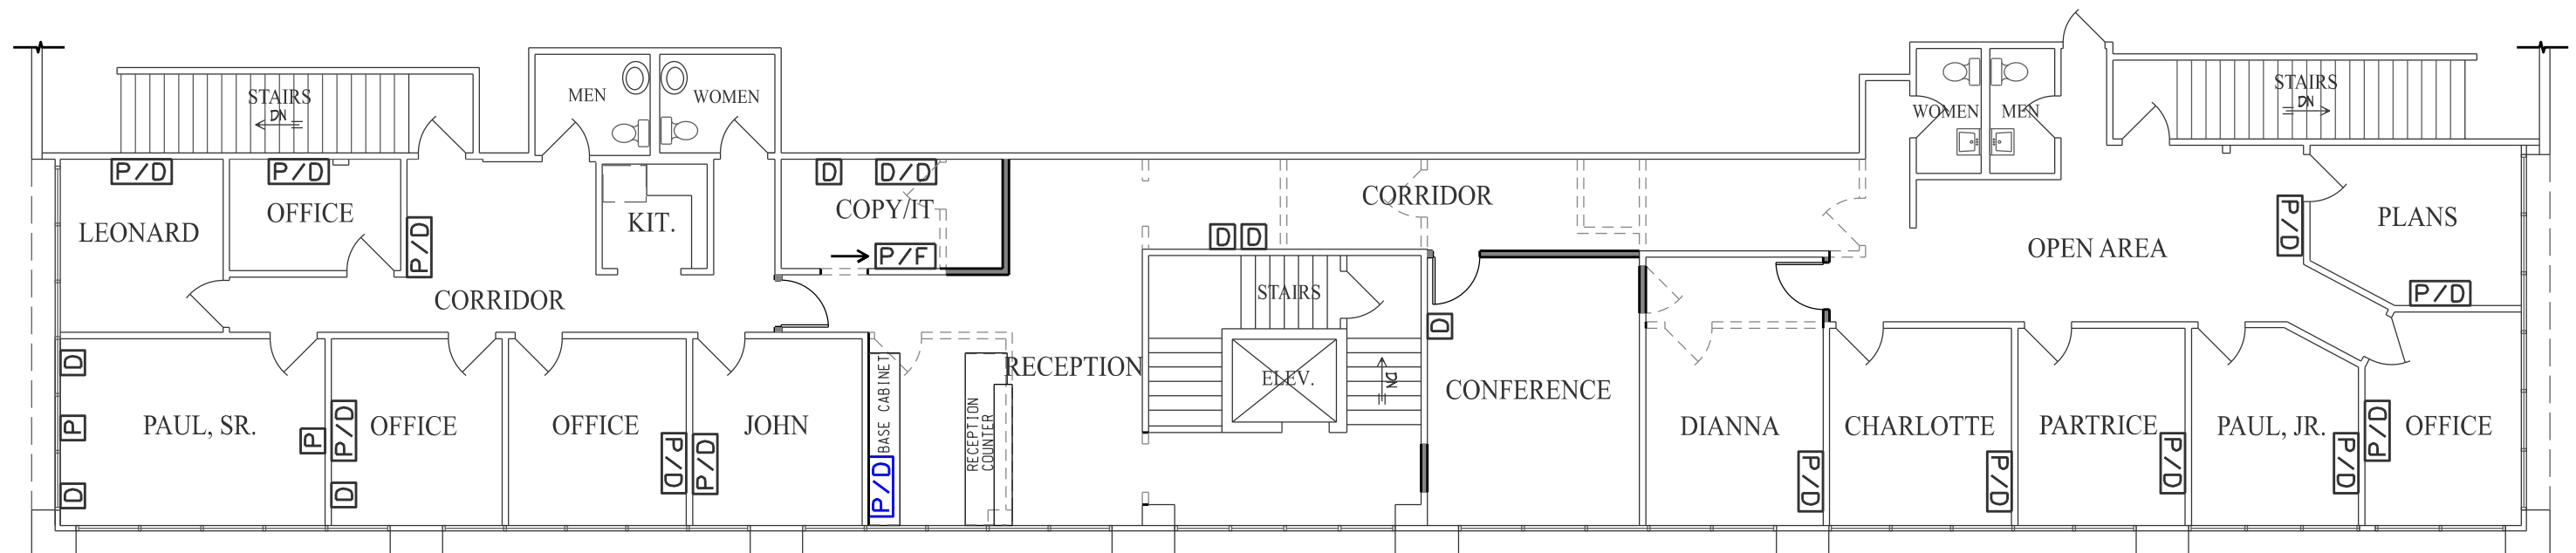 STAIRS
DN
MEN
WOMEN
WOMEN
MEN
STAIRS
DN
P/D
P/D
D
D/D
LEONARD
OFFICE
P/D
KIT.
COPY/IT
P/F
CORRIDOR
D
D
CORRIDOR
OPEN AREA
P/D
PLANS
P/D
STAIRS
D
ELEV.
DN
RECEPTION
CONFERENCE
D
P
D
PAUL, SR.
P
P/D
D
OFFICE
OFFICE
P/D
P/D
JOHN
BASE CABINET
P/D
RECEPTION
COUNTER
DIANNA
P/D
CHARLOTTE
P/D
PARTRICE
P/D
PAUL, JR.
P/D
P/D
OFFICE
CORRIDOR